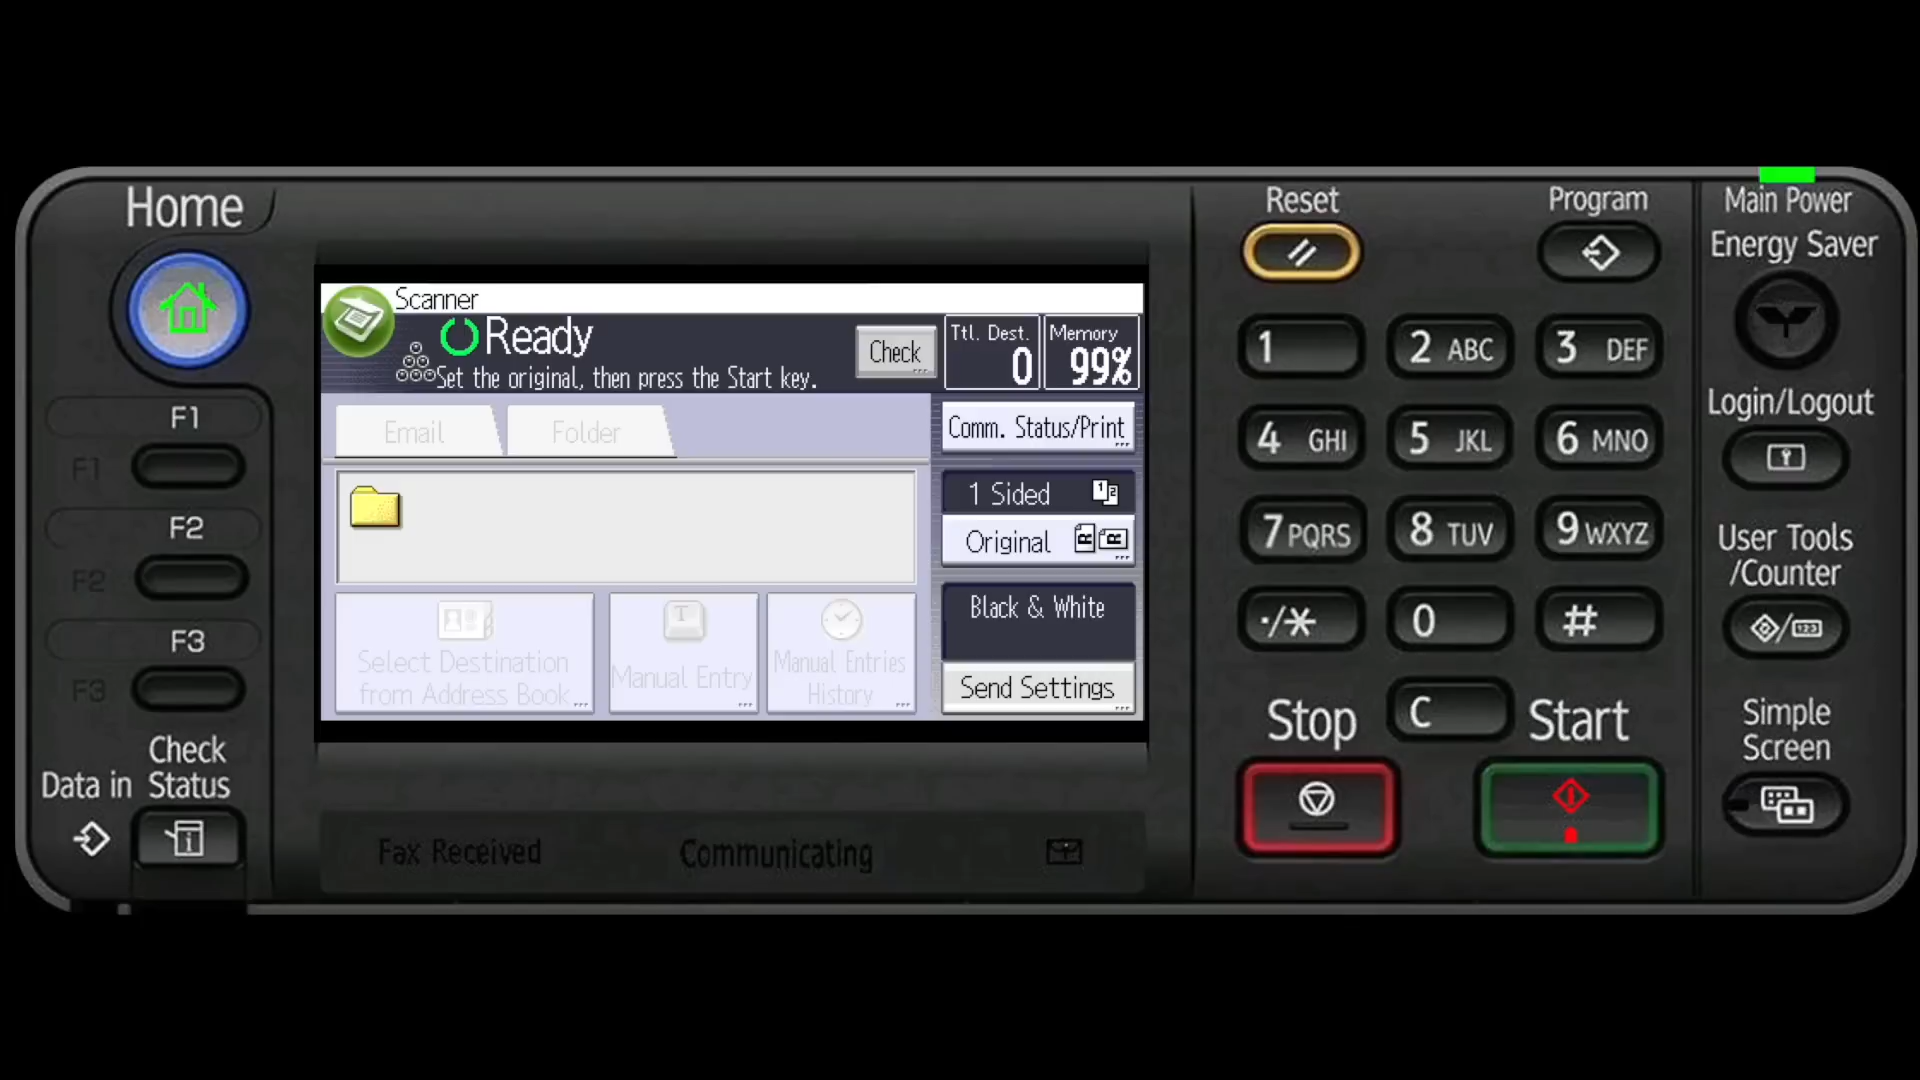 Home
F1
F1
F2
F2
F3
F3
Check
Data in Status
Scanner
Ready
Set the original, then press the Start key.
Check
Ttl. Dest.
0
Memory
99%
Email
Folder
Comm. Status/Print
1 Sided
Original
Black & White
Send Settings
Select Destination
from Address Book
Manual Entry
Manual Entries
History
Fax Received
Communicating
Reset
Program
1
2 ABC
3 DEF
4 GHI
5 JKL
6 MNO
7 PQRS
8 TUV
9 WXYZ
·/*
0
#
C
Stop
Start
Main Power
Energy Saver
Login/Logout
User Tools
/Counter
123
Simple
Screen